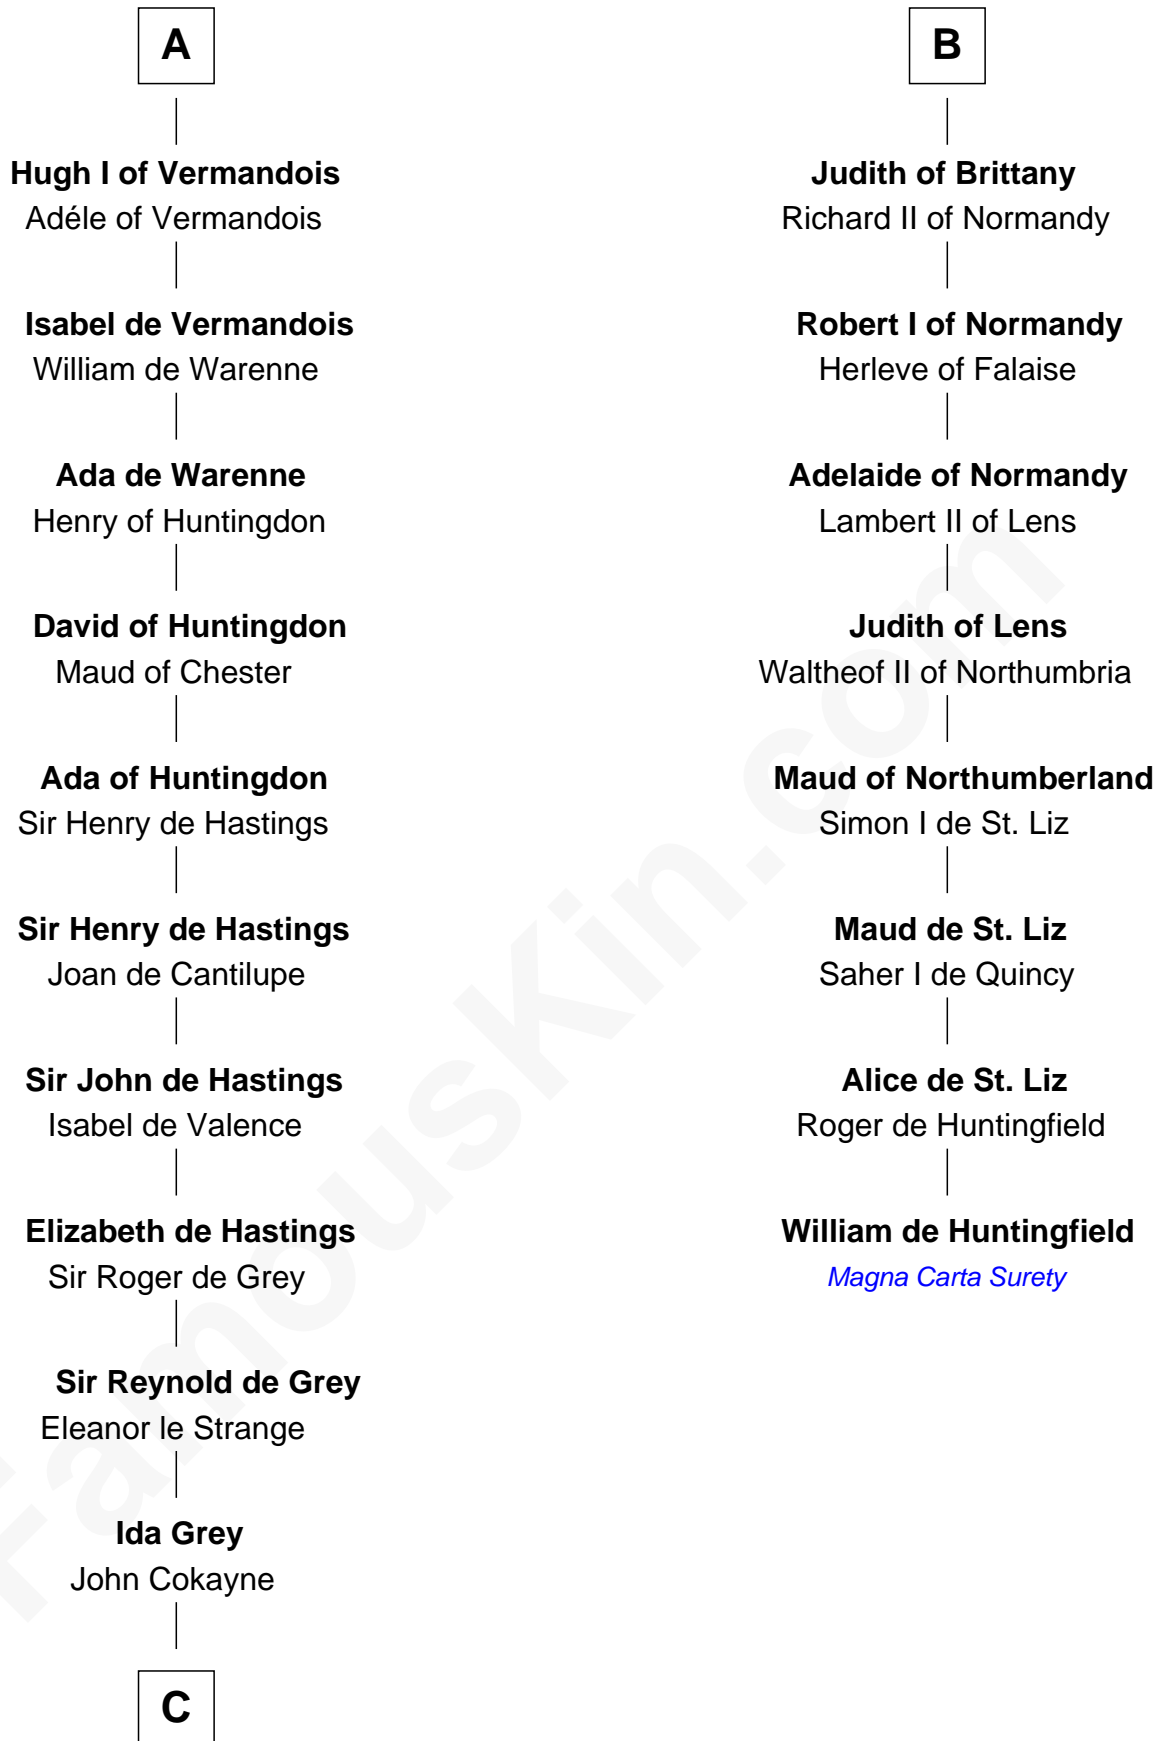 A
Hugh I of Vermandois
Adéle of Vermandois
Isabel de Vermandois
William de Warenne
Ada de Warenne
Henry of Huntingdon
David of Huntingdon
Maud of Chester
Ada of Huntingdon
Sir Henry de Hastings
Sir Henry de Hastings
Joan de Cantilupe
Sir John de Hastings
Isabel de Valence
Elizabeth de Hastings
Sir Roger de Grey
Sir Reynold de Grey
Eleanor le Strange
Ida Grey
John Cokayne
C
B
Judith of Brittany
Richard II of Normandy
Robert I of Normandy
Herleve of Falaise
Adelaide of Normandy
Lambert II of Lens
Judith of Lens
Waltheof II of Northumbria
Maud of Northumberland
Simon I de St. Liz
Maud de St. Liz
Saher I de Quincy
Alice de St. Liz
Roger de Huntingfield
William de Huntingfield
Magna Carta Surety
FamousKin.com